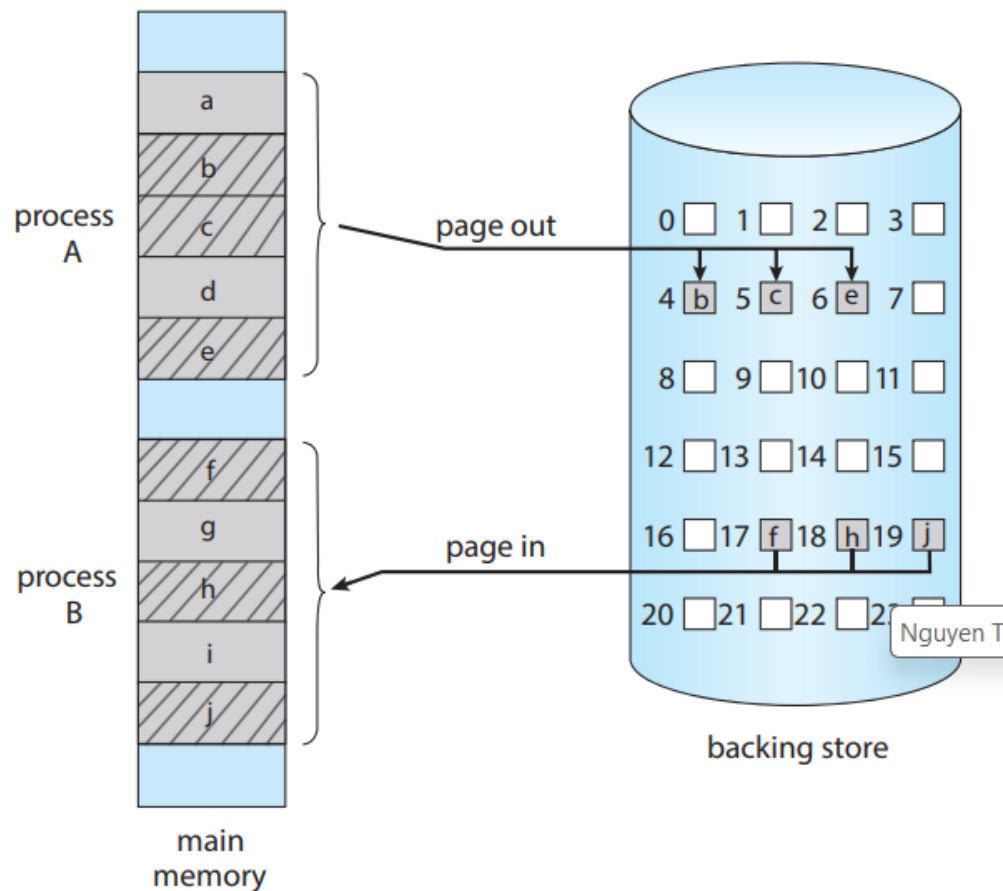 a
b
process
A
c
d
e
page out
0 1 2 3
4 b 5 c 6 e 7
8 9 10 11
12 13 14 15
16 17 f 18 h 19 j
20 21 22
f
g
page in
process
B
h
i
j
Nguyen
backing store
main
memory